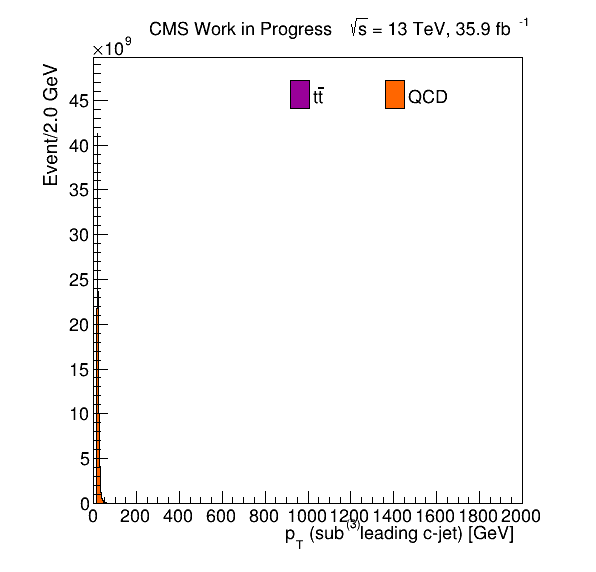 CMS Work in Progress √s = 13 TeV, 35.9 fb⁻¹
×10⁹
Event/2.0 GeV
tt̅ QCD
45
40
35
30
25
20
15
10
5
0
0 200 400 600 800 1000 1200 1400 1600 1800 2000
p_T (sub⁽³⁾leading c-jet) [GeV]